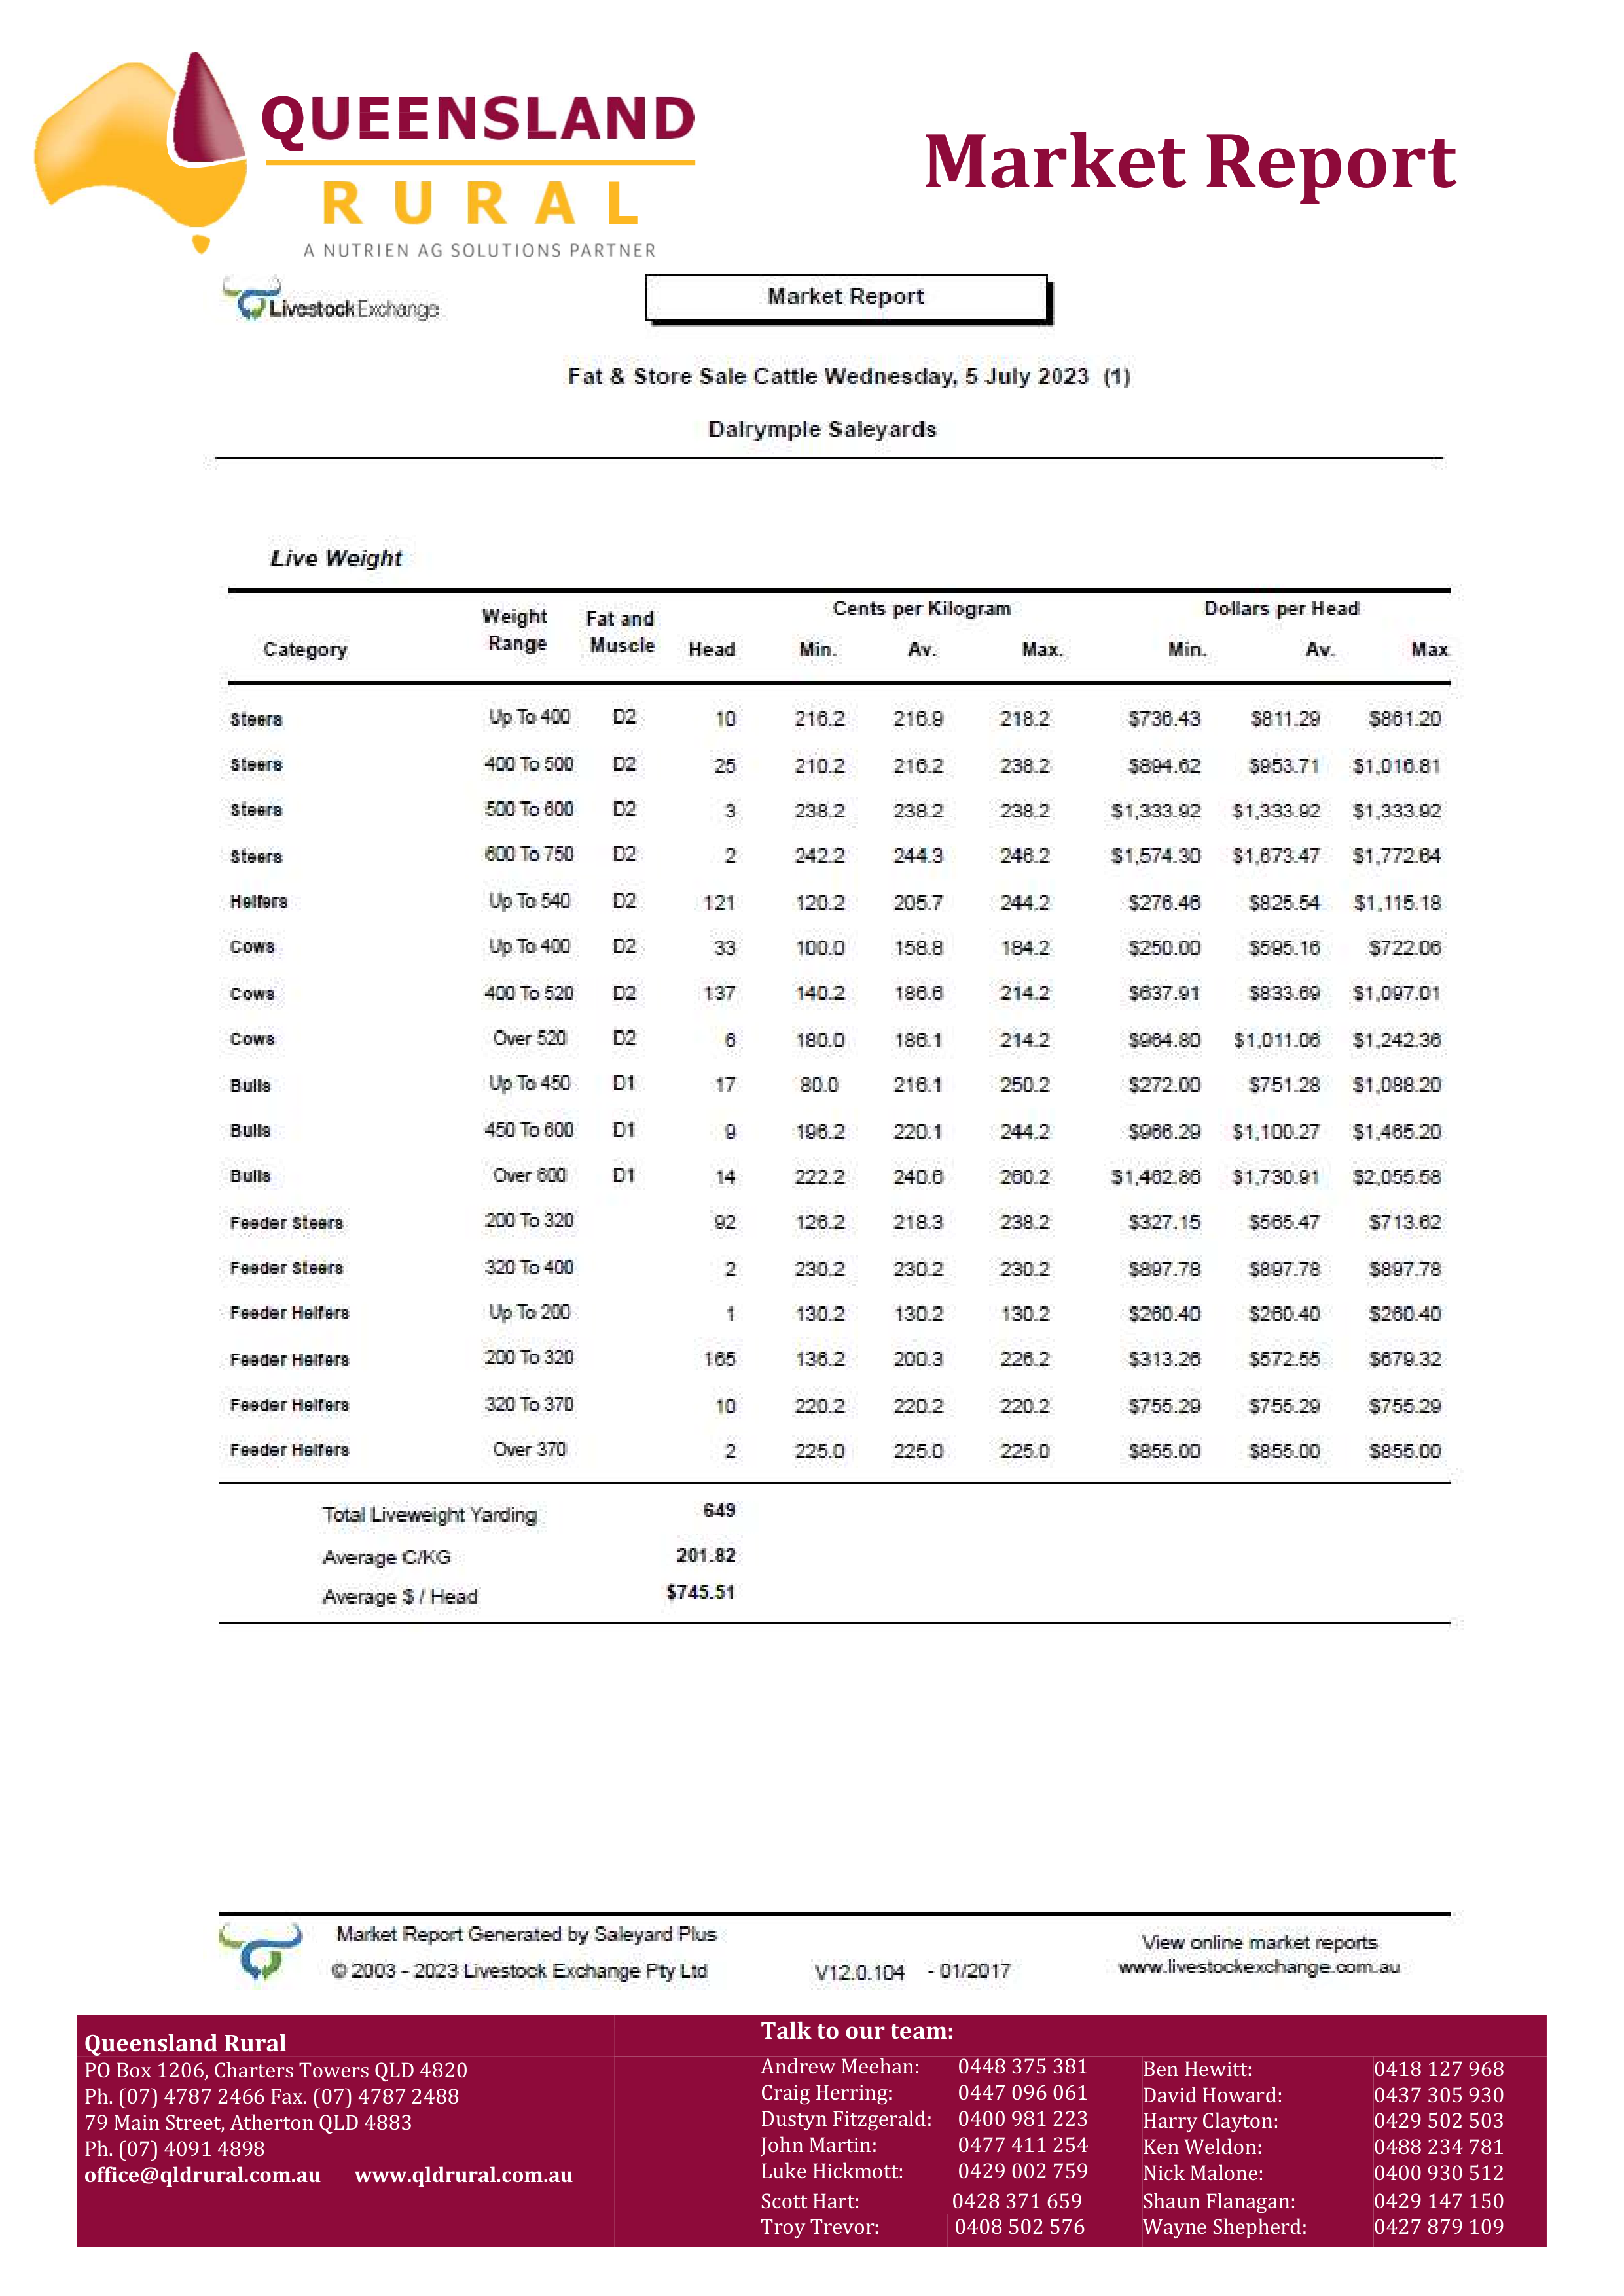 QUEENSLAND
RURAL
A NUTRIEN AG SOLUTIONS PARTNER
Market Report
LivestockExchange
Market Report
Fat & Store Sale Cattle Wednesday, 5 July 2023 (1)
Dalrymple Saleyards
Live Weight
Category Weight Range Fat and Muscle Head Cents per Kilogram Min. Av. Max. Dollars per Head Min. Av. Max
Steers Up To 400 D2 10 216.2 216.9 218.2 $736.43 $811.29 $861.20
Steers 400 To 500 D2 25 210.2 216.2 238.2 $894.62 $953.71 $1,016.81
Steers 500 To 600 D2 3 238.2 238.2 238.2 $1,333.92 $1,333.92 $1,333.92
Steers 600 To 750 D2 2 242.2 244.3 246.2 $1,574.30 $1,673.47 $1,772.64
Heifers Up To 540 D2 121 120.2 205.7 244.2 $276.46 $825.54 $1,115.18
Cows Up To 400 D2 33 100.0 158.8 184.2 $250.00 $595.16 $722.06
Cows 400 To 520 D2 137 140.2 186.6 214.2 $637.91 $833.69 $1,097.01
Cows Over 520 D2 6 180.0 186.1 214.2 $964.80 $1,011.06 $1,242.36
Bulls Up To 450 D1 17 80.0 216.1 250.2 $272.00 $751.28 $1,088.20
Bulls 450 To 600 D1 9 196.2 220.1 244.2 $966.29 $1,100.27 $1,465.20
Bulls Over 600 D1 14 222.2 240.6 260.2 $1,462.86 $1,730.91 $2,055.58
Feeder Steers 200 To 320 92 126.2 218.3 238.2 $327.15 $565.47 $713.62
Feeder Steers 320 To 400 2 230.2 230.2 230.2 $897.78 $897.78 $897.78
Feeder Heifers Up To 200 1 130.2 130.2 130.2 $260.40 $260.40 $260.40
Feeder Heifers 200 To 320 165 136.2 200.3 226.2 $313.26 $572.55 $679.32
Feeder Heifers 320 To 370 10 220.2 220.2 220.2 $755.29 $755.29 $755.29
Feeder Heifers Over 370 2 225.0 225.0 225.0 $855.00 $855.00 $855.00
Total Liveweight Yarding 649
Average C/KG 201.82
Average $ / Head $745.51
Market Report Generated by Saleyard Plus
© 2003 - 2023 Livestock Exchange Pty Ltd
V12.0.104 - 01/2017
View online market reports
www.livestockexchange.com.au
Queensland Rural
PO Box 1206, Charters Towers QLD 4820
Ph. (07) 4787 2466 Fax. (07) 4787 2488
79 Main Street, Atherton QLD 4883
Ph. (07) 4091 4898
office@qldrural.com.au www.qldrural.com.au
Talk to our team:
Andrew Meehan: 0448 375 381 Ben Hewitt: 0418 127 968
Craig Herring: 0447 096 061 David Howard: 0437 305 930
Dustyn Fitzgerald: 0400 981 223 Harry Clayton: 0429 502 503
John Martin: 0477 411 254 Ken Weldon: 0488 234 781
Luke Hickmott: 0429 002 759 Nick Malone: 0400 930 512
Scott Hart: 0428 371 659 Shaun Flanagan: 0429 147 150
Troy Trevor: 0408 502 576 Wayne Shepherd: 0427 879 109